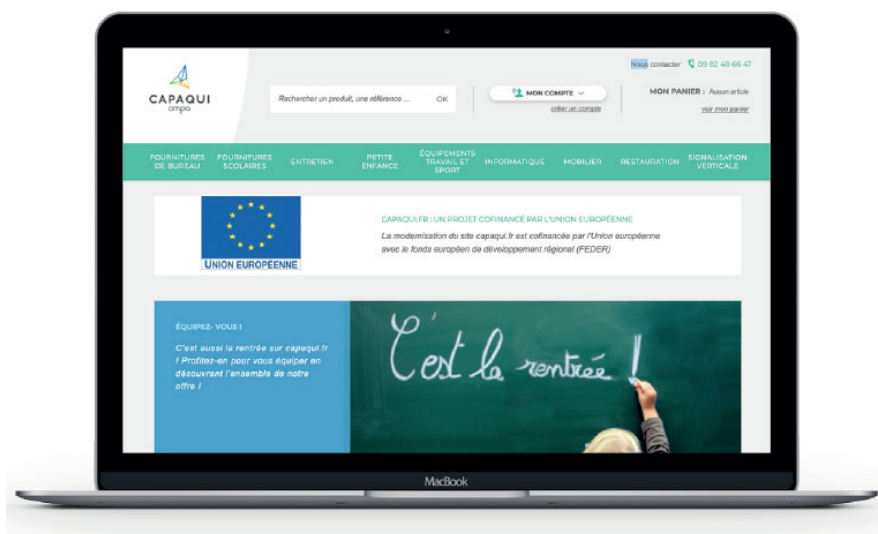 Nous contacter 09 82 48 66 47
CAPAQUI
ampa
Rechercher un produit, une référence ... OK
MON COMPTE
créer un compte
MON PANIER : Aucun article
voir mon panier
FOURNITURES
DE BUREAU
FOURNITURES
SCOLAIRES
ENTRETIEN
PETITE
ENFANCE
ÉQUIPEMENTS
TRAVAIL ET
SPORT
INFORMATIQUE
MOBILIER
RESTAURATION
SIGNALISATION
VERTICALE
UNION EUROPÉENNE
CAPAQUI.FR : UN PROJET COFINANCÉ PAR L'UNION EUROPÉENNE
La modernisation du site capaqui.fr est cofinancée par l'Union européenne
avec le fonds européen de développement régional (FEDER)
ÉQUIPEZ- VOUS !
C'est aussi la rentrée sur capaqui.fr
! Profitez-en pour vous équiper en
découvrant l'ensemble de notre
offre !
C'est la rentrée !
MacBook